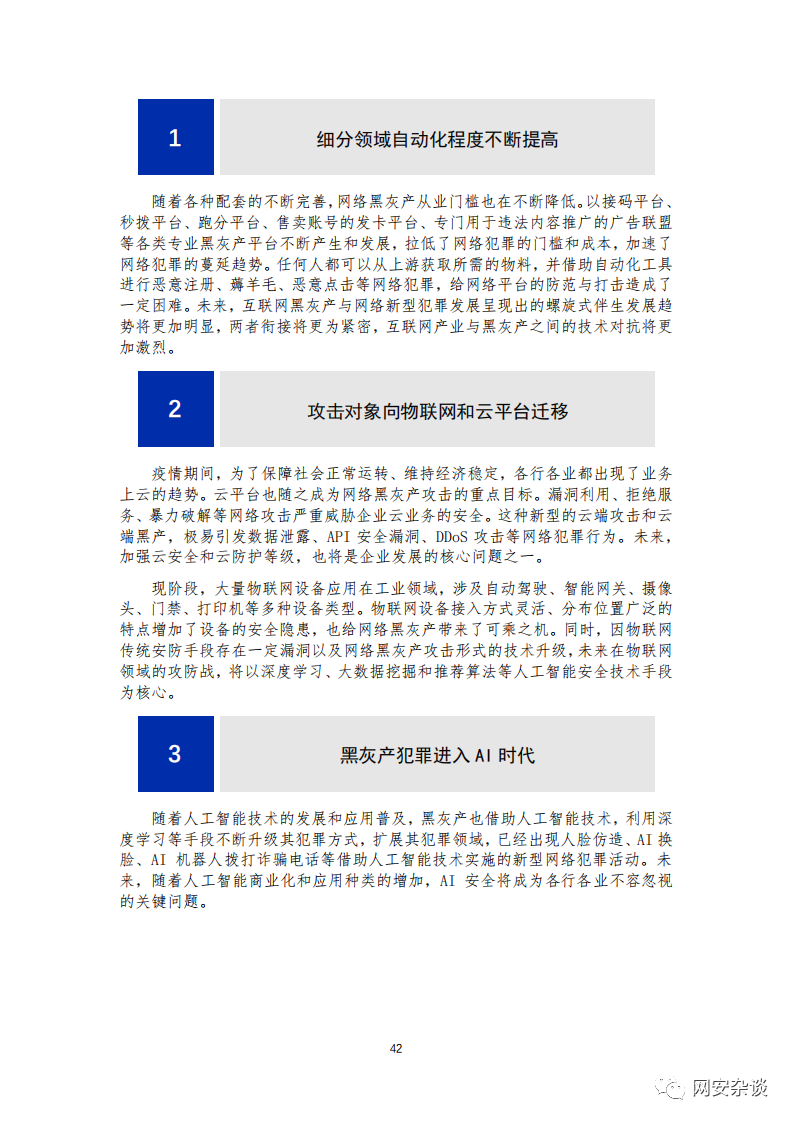 1
细分领域自动化程度不断提高
随着各种配套的不断完善，网络黑灰产从业门槛也在不断降低。以接码平台、
秒拨平台、跑分平台、售卖账号的发卡平台、专门用于违法内容推广的广告联盟
等各类专业黑灰产平台不断产生和发展，拉低了网络犯罪的门槛和成本，加速了
网络犯罪的蔓延趋势。任何人都可以从上游获取所需的物料，并借助自动化工具
进行恶意注册、薅羊毛、恶意点击等网络犯罪，给网络平台的防范与打击造成了
一定困难。未来，互联网黑灰产与网络新型犯罪发展呈现出的螺旋式伴生发展趋
势将更加明显，两者衔接将更为紧密，互联网产业与黑灰产之间的技术对抗将更
加激烈。
2
攻击对象向物联网和云平台迁移
疫情期间，为了保障社会正常运转、维持经济稳定，各行各业都出现了业务
上云的趋势。云平台也随之成为网络黑灰产攻击的重点目标。漏洞利用、拒绝服
务、暴力破解等网络攻击严重威胁企业云业务的安全。这种新型的云端攻击和云
端黑产，极易引发数据泄露、API 安全漏洞、DDoS 攻击等网络犯罪行为。未来，
加强云安全和云防护等级，也将是企业发展的核心问题之一。
现阶段，大量物联网设备应用在工业领域，涉及自动驾驶、智能网关、摄像
头、门禁、打印机等多种设备类型。物联网设备接入方式灵活、分布位置广泛的
特点增加了设备的安全隐患，也给网络黑灰产带来了可乘之机。同时，因物联网
传统安防手段存在一定漏洞以及网络黑灰产攻击形式的技术升级，未来在物联网
领域的攻防战，将以深度学习、大数据挖掘和推荐算法等人工智能安全技术手段
为核心。
3
黑灰产犯罪进入 AI 时代
随着人工智能技术的发展和应用普及，黑灰产也借助人工智能技术，利用深
度学习等手段不断升级其犯罪方式，扩展其犯罪领域，已经出现人脸仿造、AI 换
脸、AI 机器人拨打诈骗电话等借助人工智能技术实施的新型网络犯罪活动。未
来，随着人工智能商业化和应用种类的增加，AI 安全将成为各行各业不容忽视
的关键问题。
42
网安杂谈